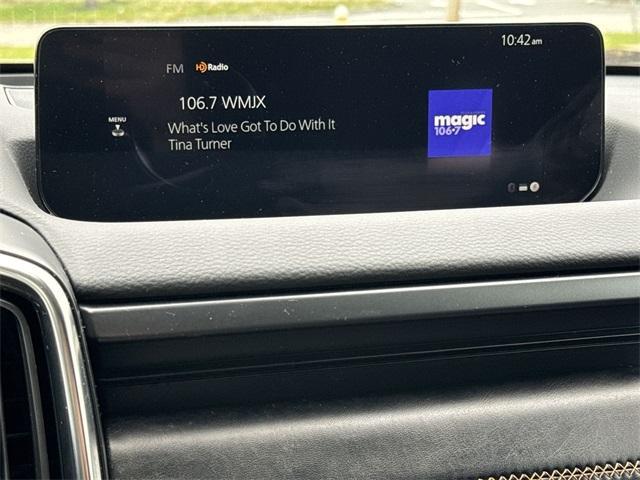 10:42 am
FM HD Radio
106.7 WMJX
MENU
What's Love Got To Do With It
Tina Turner
magic
106.7